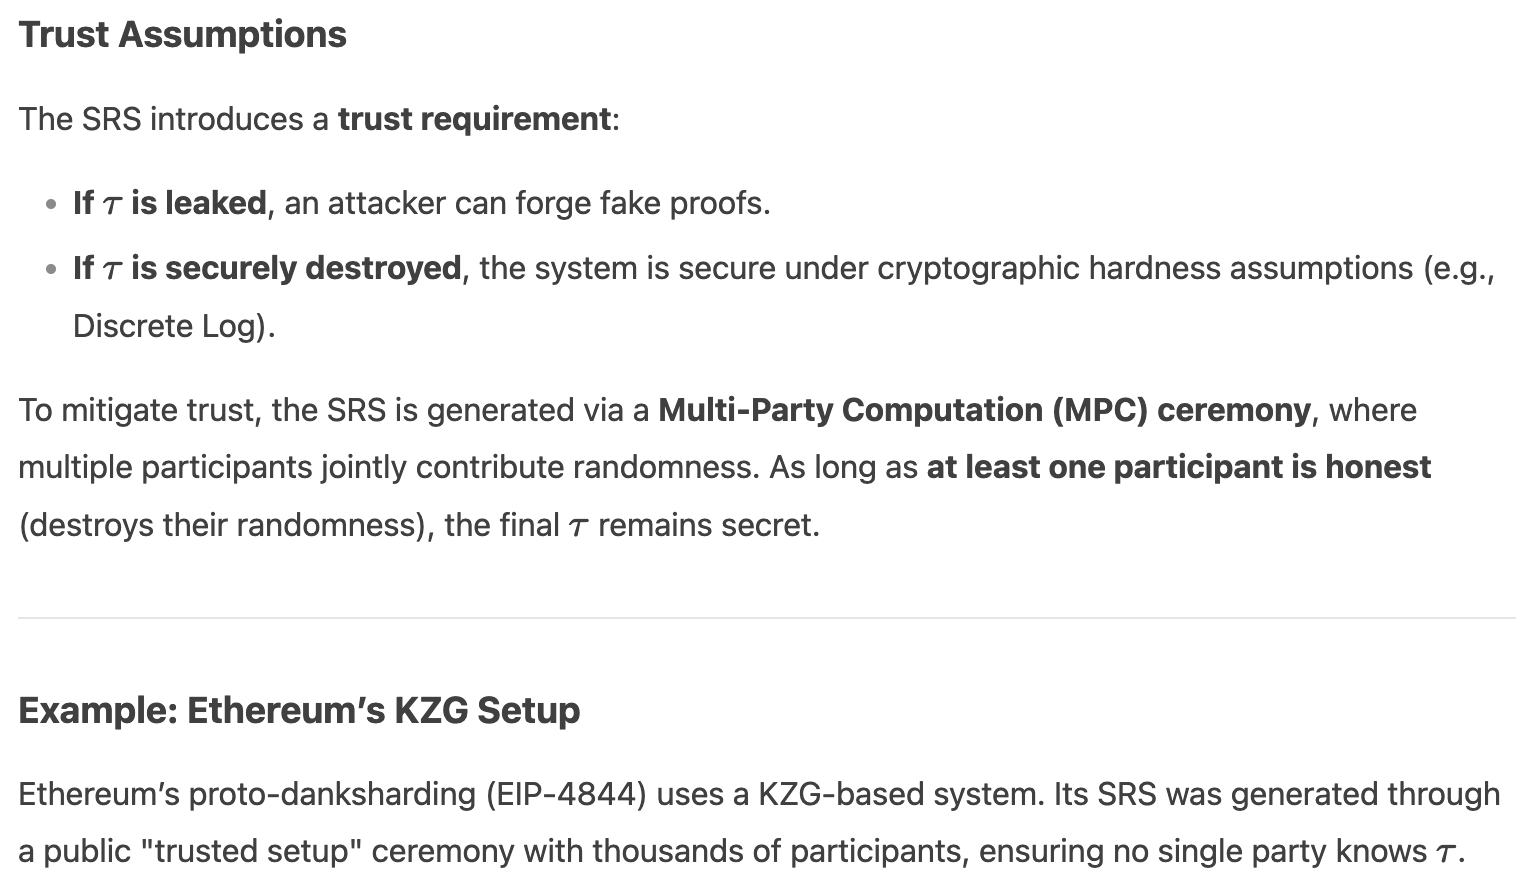 Trust Assumptions
The SRS introduces a trust requirement:
• If τ is leaked, an attacker can forge fake proofs.
• If τ is securely destroyed, the system is secure under cryptographic hardness assumptions (e.g.,
Discrete Log).
To mitigate trust, the SRS is generated via a Multi-Party Computation (MPC) ceremony, where
multiple participants jointly contribute randomness. As long as at least one participant is honest
(destroys their randomness), the final τ remains secret.
Example: Ethereum’s KZG Setup
Ethereum’s proto-danksharding (EIP-4844) uses a KZG-based system. Its SRS was generated through
a public "trusted setup" ceremony with thousands of participants, ensuring no single party knows τ.